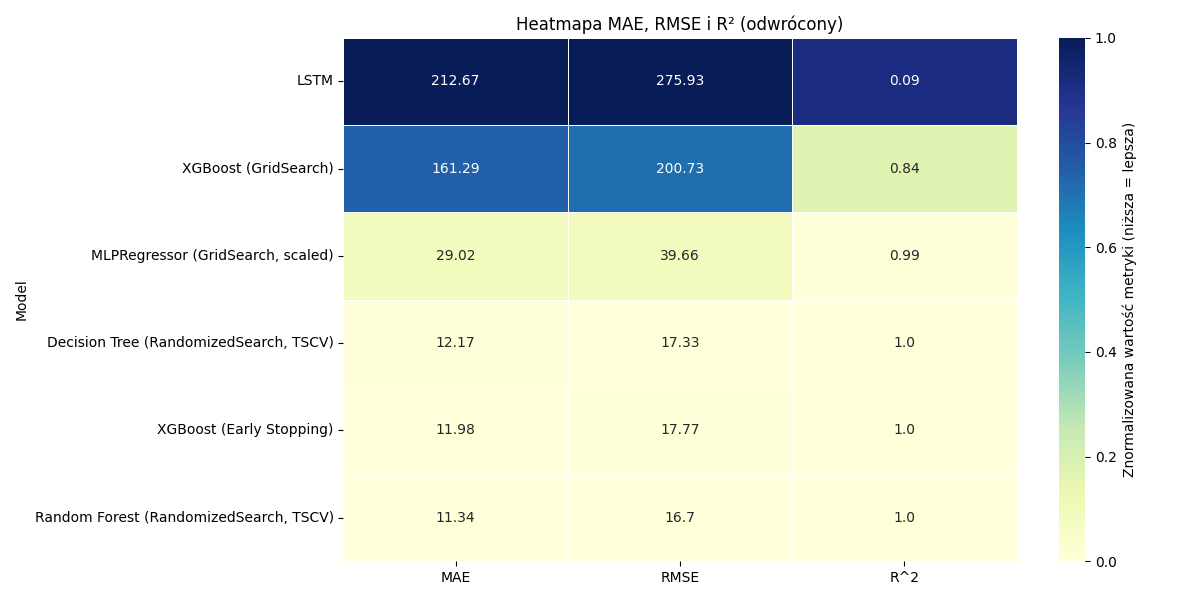 Heatmapa MAE, RMSE i R² (odwrócony)
Model
LSTM 212.67 275.93 0.09
XGBoost (GridSearch) 161.29 200.73 0.84
MLPRegressor (GridSearch, scaled) 29.02 39.66 0.99
Decision Tree (RandomizedSearch, TSCV) 12.17 17.33 1.0
XGBoost (Early Stopping) 11.98 17.77 1.0
Random Forest (RandomizedSearch, TSCV) 11.34 16.7 1.0
MAE RMSE R^2
1.0
0.8
0.6
0.4
0.2
0.0
Znormalizowana wartość metryki (niższa = lepsza)